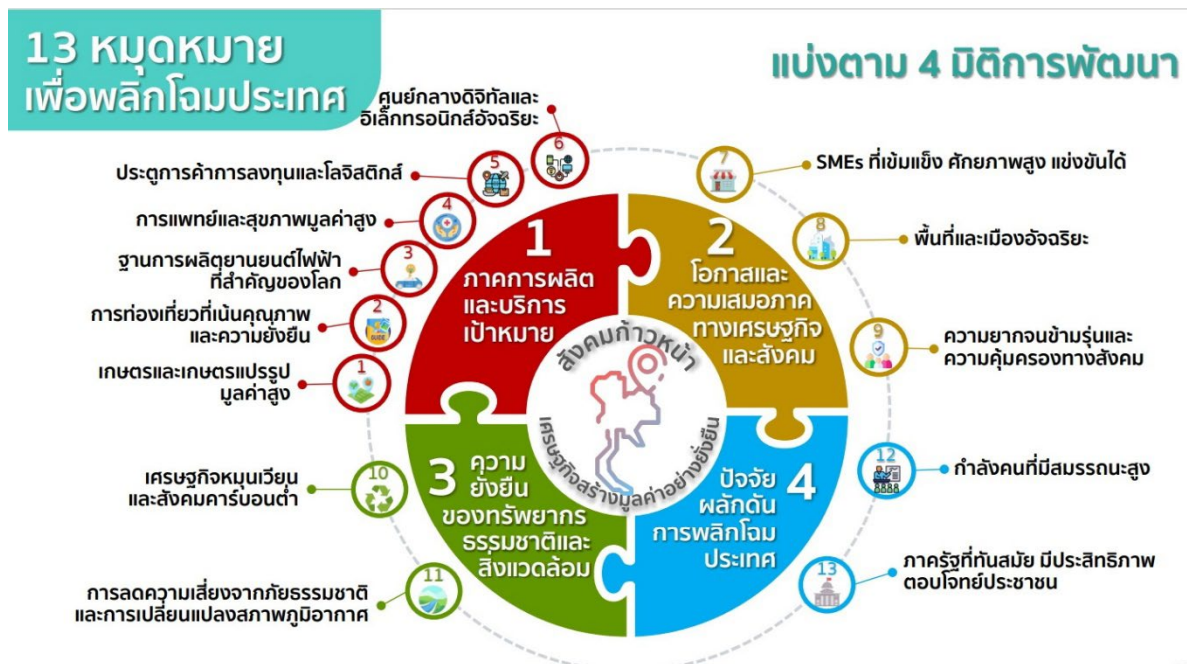 13 หมุดหมาย
เพื่อพลิกโฉมประเทศ
แบ่งตาม 4 มิติการพัฒนา
1
ภาคการผลิต
และบริการ
เป้าหมาย
6
ศูนย์กลางดิจิทัลและ
อิเล็กทรอนิกส์อัจฉริยะ
5
ประตูการค้าการลงทุนและโลจิสติกส์
4
การแพทย์และสุขภาพมูลค่าสูง
3
ฐานการผลิตยานยนต์ไฟฟ้า
ที่สำคัญของโลก
2
การท่องเที่ยวที่เน้นคุณภาพ
และความยั่งยืน
1
เกษตรและเกษตรแปรรูป
มูลค่าสูง
2
โอกาสและ
ความเสมอภาค
ทางเศรษฐกิจ
และสังคม
7
SMEs ที่เข้มแข็ง ศักยภาพสูง แข่งขันได้
8
พื้นที่และเมืองอัจฉริยะ
9
ความยากจนข้ามรุ่นและ
ความคุ้มครองทางสังคม
สังคมก้าวหน้า
เศรษฐกิจสร้างมูลค่าอย่างยั่งยืน
3
ความ
ยั่งยืน
ของทรัพยากร
ธรรมชาติและ
สิ่งแวดล้อม
10
เศรษฐกิจหมุนเวียน
และสังคมคาร์บอนต่ำ
11
การลดความเสี่ยงจากภัยธรรมชาติ
และการเปลี่ยนแปลงสภาพภูมิอากาศ
4
ปัจจัย
ผลักดัน
การพลิกโฉม
ประเทศ
12
กำลังคนที่มีสมรรถนะสูง
13
ภาครัฐที่ทันสมัย มีประสิทธิภาพ
ตอบโจทย์ประชาชน